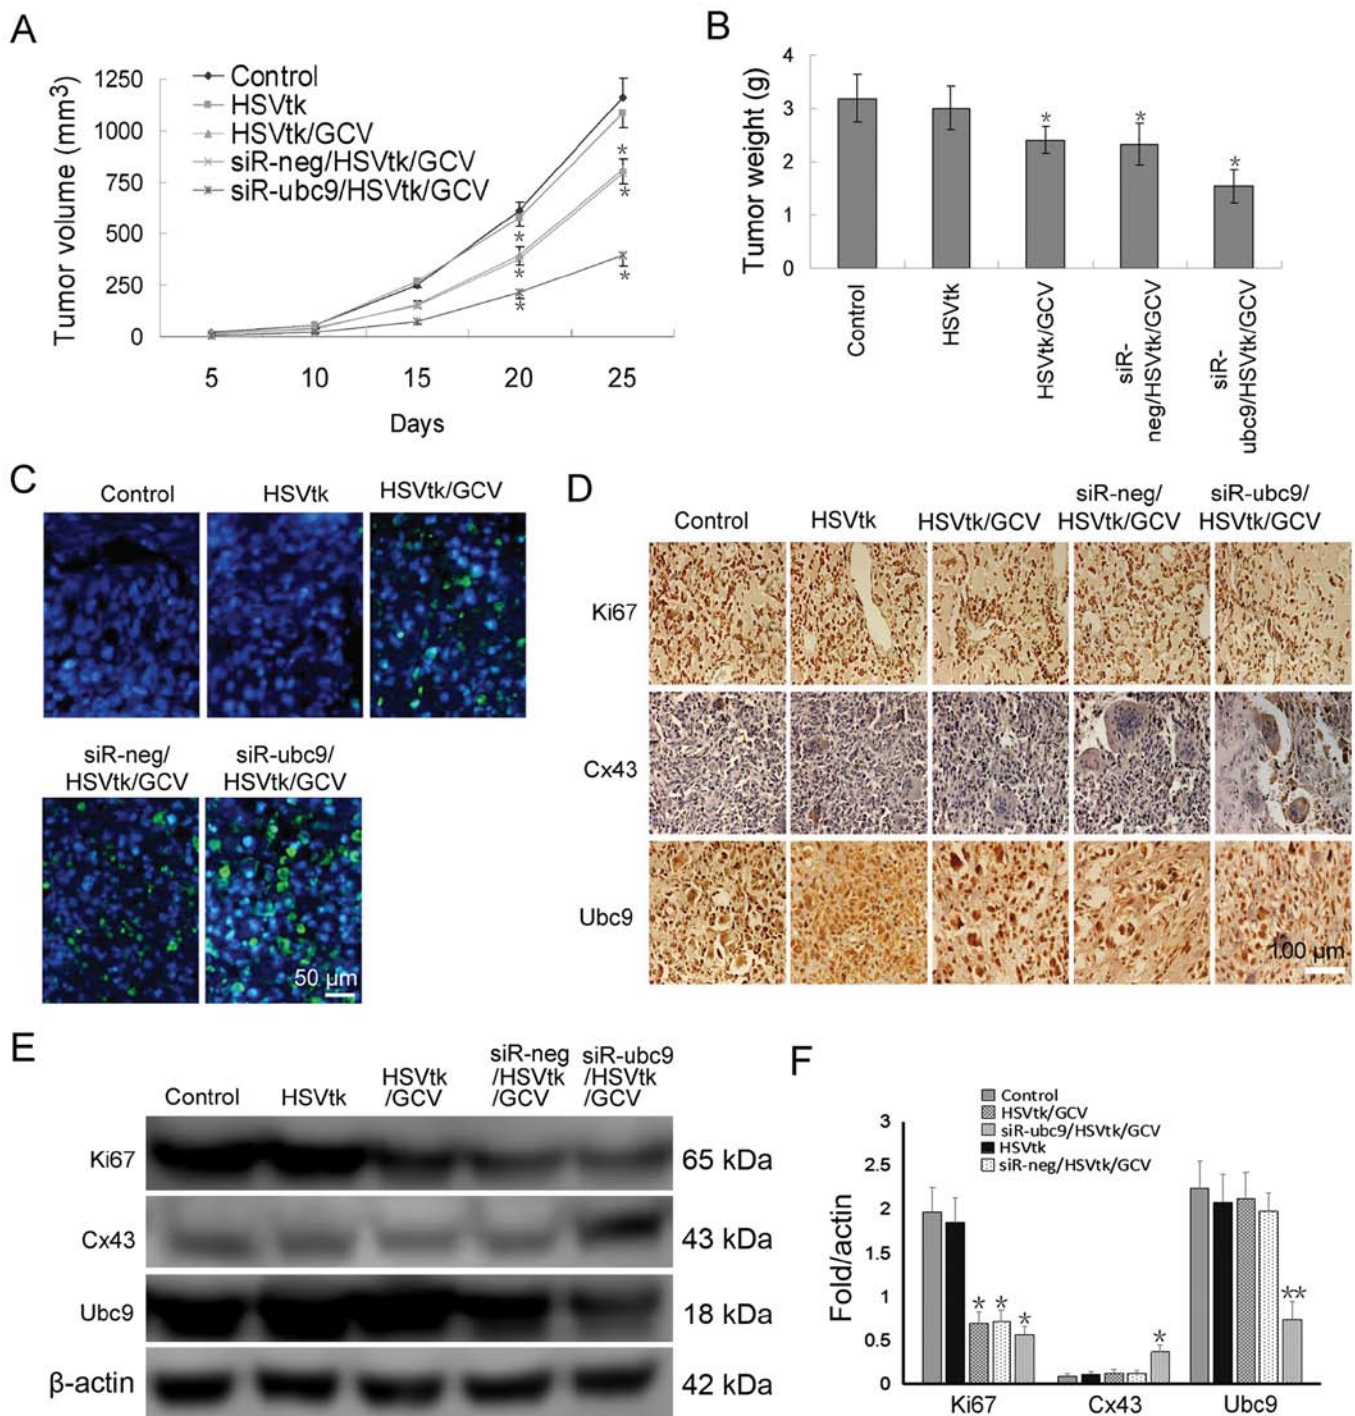 A
Tumor volume (mm3)
1250
1000
750
500
250
0
Control
HSVtk
HSVtk/GCV
siR-neg/HSVtk/GCV
siR-ubc9/HSVtk/GCV
*
*
*
*
*
*
5 10 15 20 25
Days
B
Tumor weight (g)
4
3
2
1
0
*
*
*
Control
HSVtk
HSVtk/GCV
siR-
neg/HSVtk/GCV
siR-
ubc9/HSVtk/GCV
C
Control HSVtk HSVtk/GCV
siR-neg/ siR-ubc9/
HSVtk/GCV HSVtk/GCV
50 µm
D
siR-neg/ siR-ubc9/
Control HSVtk HSVtk/GCV HSVtk/GCV HSVtk/GCV
Ki67
Cx43
Ubc9
100 µm
E
Control HSVtk
HSVtk
/GCV
siR-neg
/HSVtk
/GCV
siR-ubc9
/HSVtk
/GCV
Ki67 65 kDa
Cx43 43 kDa
Ubc9 18 kDa
β-actin 42 kDa
F
Control
HSVtk/GCV
siR-ubc9/HSVtk/GCV
HSVtk
siR-neg/HSVtk/GCV
Fold/actin
3
2.5
2
1.5
1
0.5
0
* * *
*
**
Ki67 Cx43 Ubc9